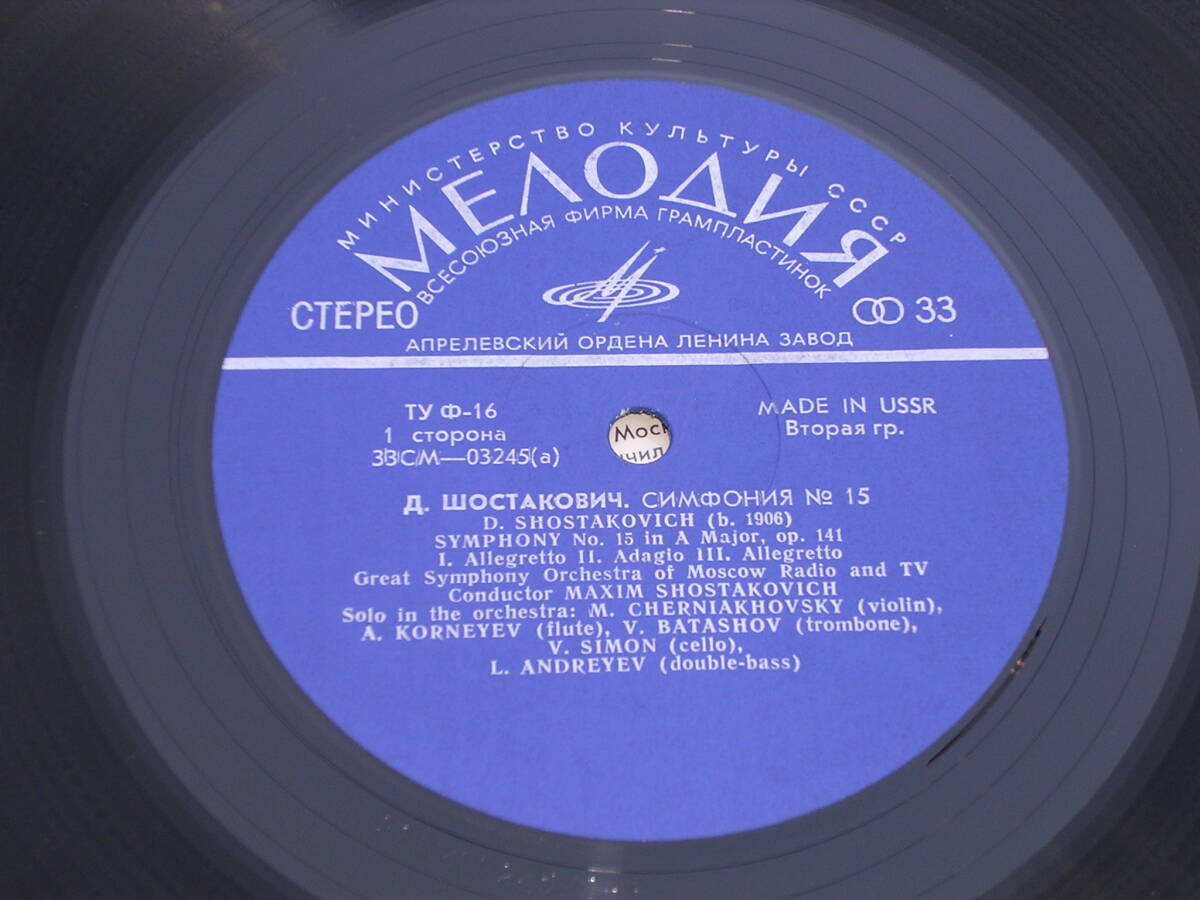 МИНИСТЕРСТВО КУЛЬТУРЫ СССР
МЕЛОДИЯ
ВСЕСОЮЗНАЯ ФИРМА ГРАМПЛАСТИНОК
СТЕРЕО
33
АПРЕЛЕВСКИЙ ОРДЕНА ЛЕНИНА ЗАВОД
ТУ Ф-16
MADE IN USSR
1 сторона
Вторая гр.
33СМ—03245(а)
Моск
чил
Д. ШОСТАКОВИЧ. СИМФОНИЯ № 15
D. SHOSTAKOVICH (b. 1906)
SYMPHONY No. 15 in A Major, op. 141
I. Allegretto II. Adagio III. Allegretto
Great Symphony Orchestra of Moscow Radio and TV
Conductor MAXIM SHOSTAKOVICH
Solo in the orchestra: M. CHERNIAKHOVSKY (violin),
A. KORNEYEV (flute), V. BATASHOV (trombone),
V. SIMON (cello),
L. ANDREYEV (double-bass)